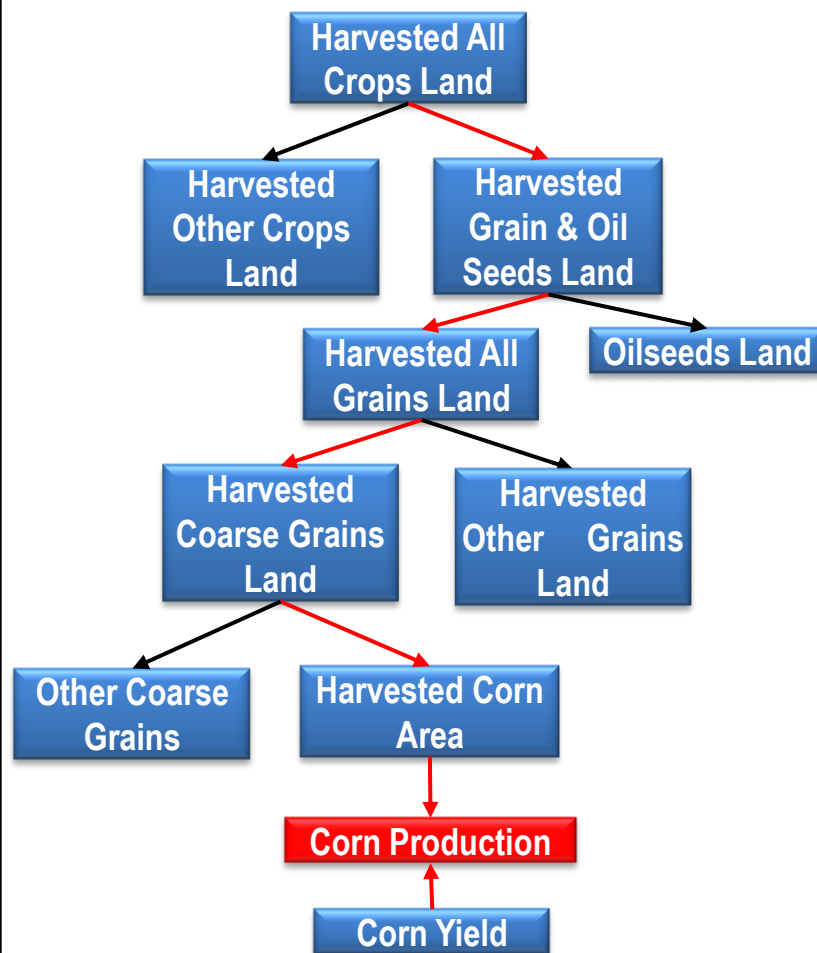 Harvested All
Crops Land
Harvested
Other Crops
Land
Harvested
Grain & Oil
Seeds Land
Harvested All
Grains Land
Oilseeds Land
Harvested
Coarse Grains
Land
Harvested
Other Grains
Land
Other Coarse
Grains
Harvested Corn
Area
Corn Production
Corn Yield